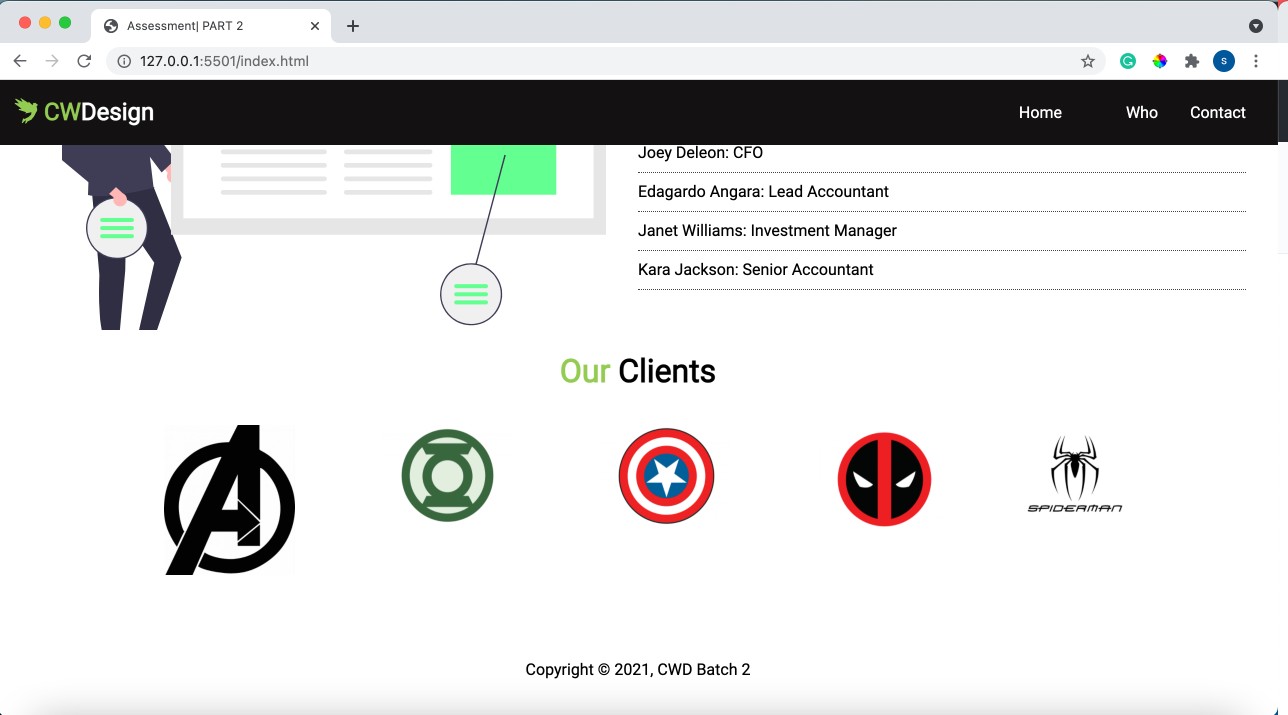 Assessment| PART 2
127.0.0.1:5501/index.html
S
CWDesign
Home Who Contact
Joey Deleon: CFO
Edagardo Angara: Lead Accountant
Janet Williams: Investment Manager
Kara Jackson: Senior Accountant
Our Clients
SPIDERMAN
Copyright © 2021, CWD Batch 2